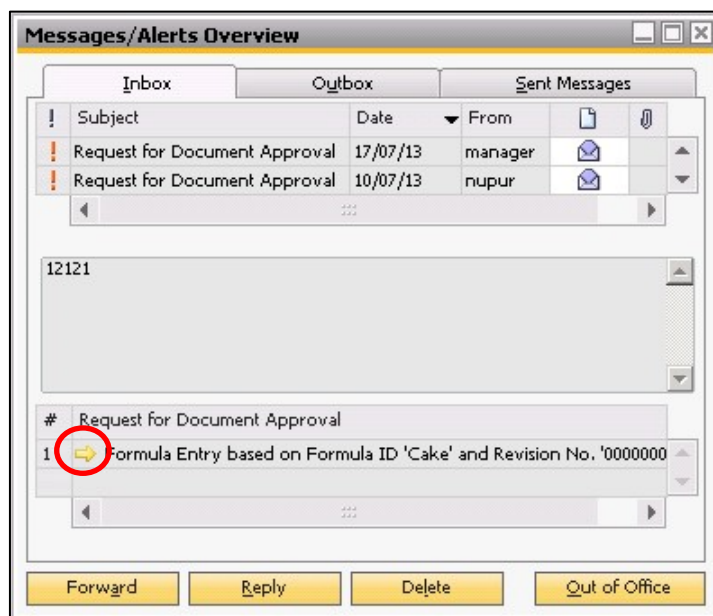 Messages/Alerts Overview
Inbox Outbox Sent Messages
! Subject Date From
! Request for Document Approval 17/07/13 manager
! Request for Document Approval 10/07/13 nupur
12121
# Request for Document Approval
1 Formula Entry based on Formula ID 'Cake' and Revision No. '0000000
Forward Reply Delete Out of Office